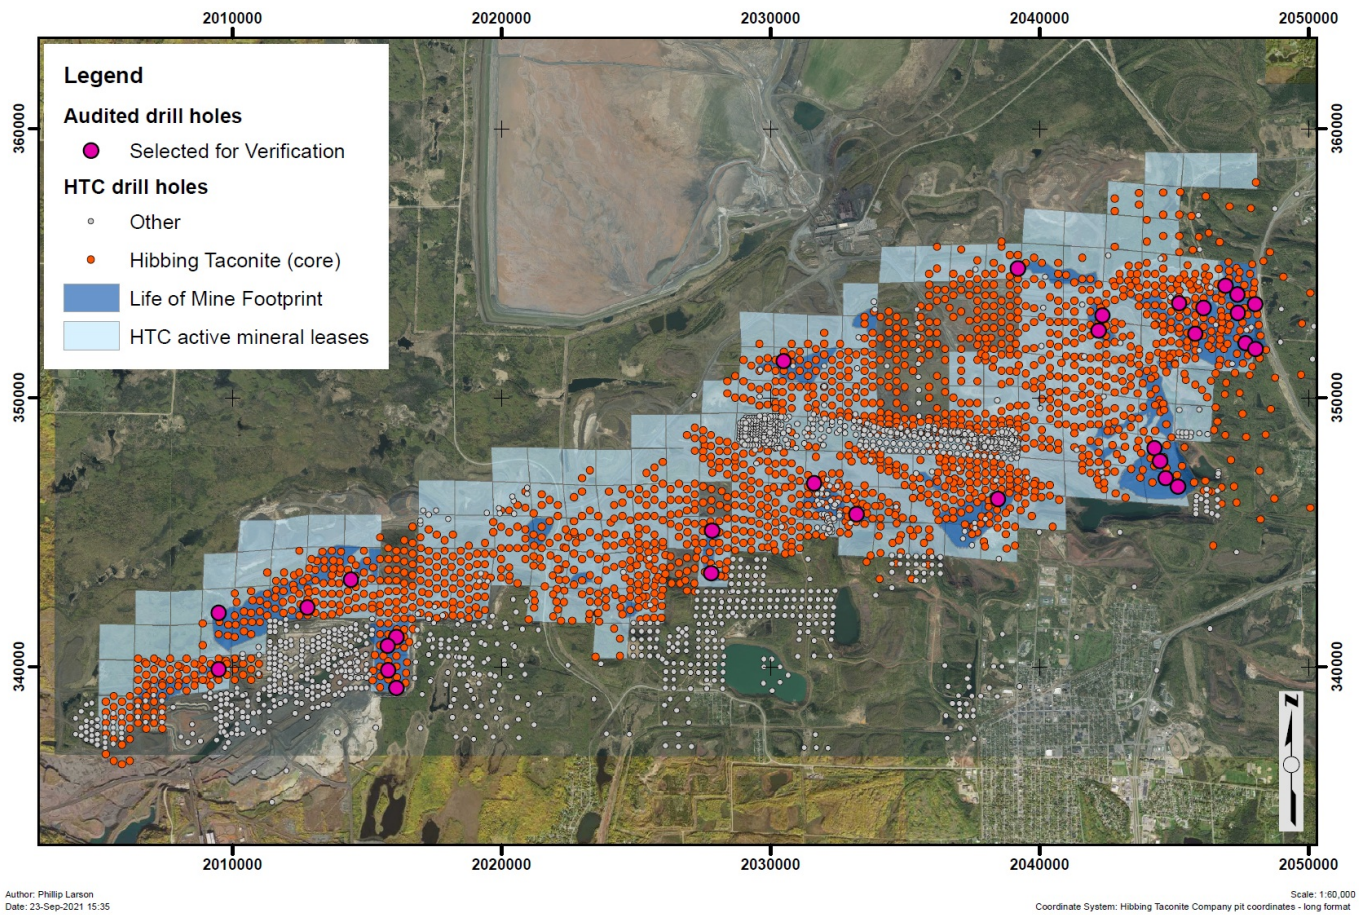 2010000 2020000 2030000 2040000 2050000
Legend
Audited drill holes
Selected for Verification
HTC drill holes
Other
Hibbing Taconite (core)
Life of Mine Footprint
HTC active mineral leases
360000 360000
350000 350000
340000 340000
N
2010000 2020000 2030000 2040000 2050000
Author: Phillip Larson
Date: 23-Sep-2021 15:35
Scale: 1:60,000
Coordinate System: Hibbing Taconite Company pit coordinates - long format